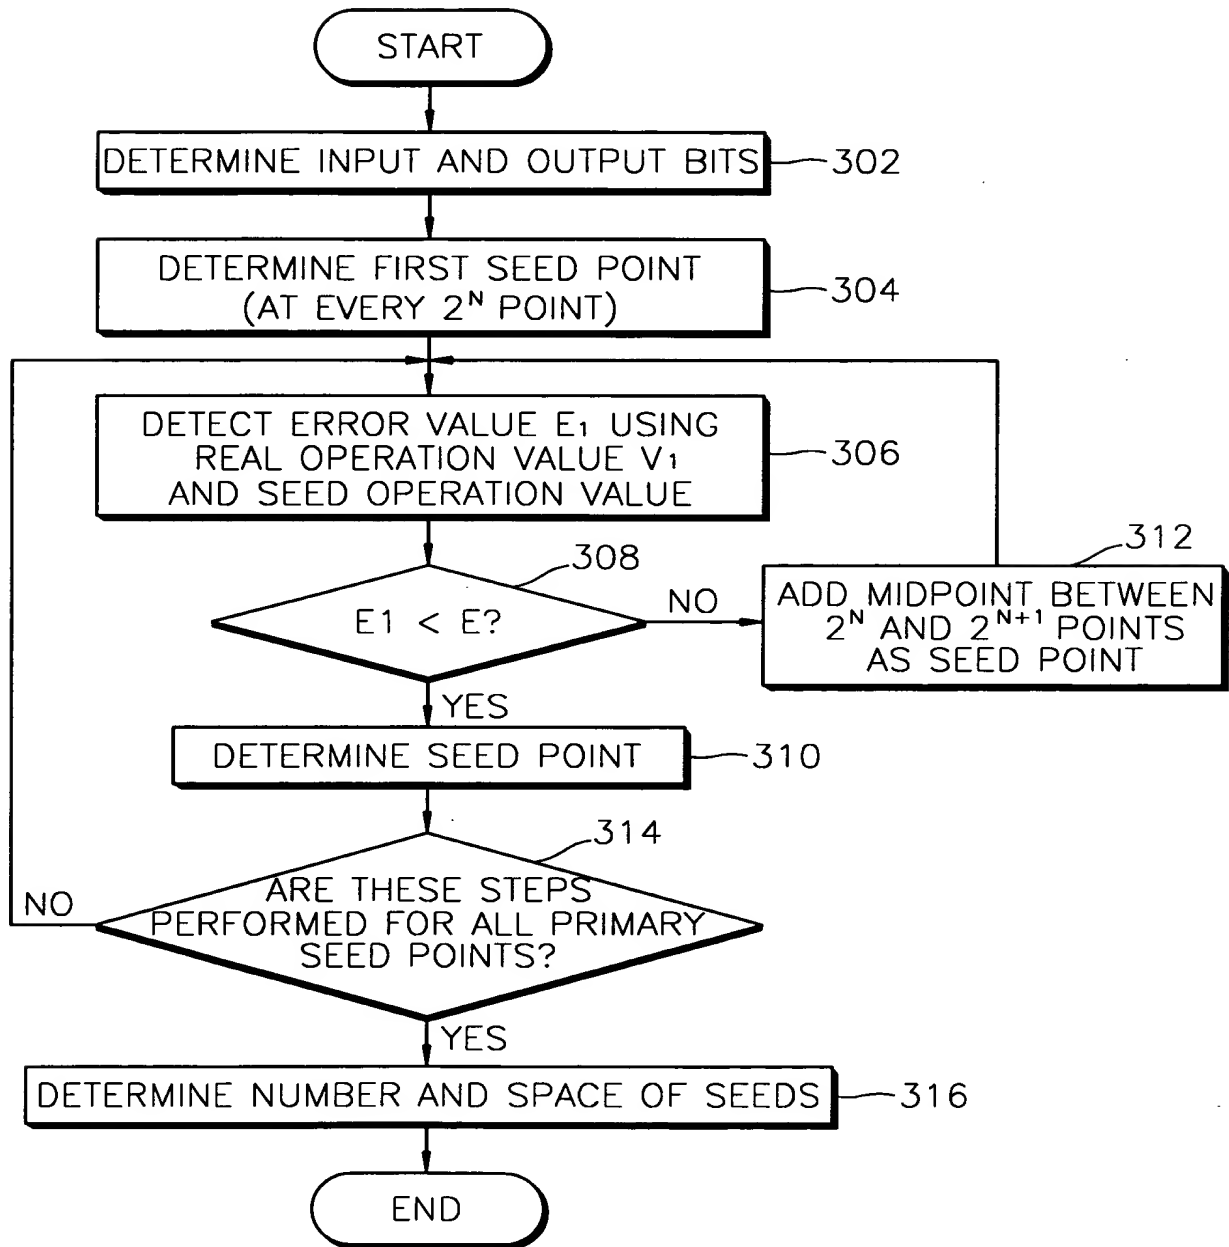 START
DETERMINE INPUT AND OUTPUT BITS
302
DETERMINE FIRST SEED POINT
(AT EVERY 2^N POINT)
304
DETECT ERROR VALUE E1 USING
REAL OPERATION VALUE V1
AND SEED OPERATION VALUE
306
308
E1 < E?
NO
312
ADD MIDPOINT BETWEEN
2^N AND 2^N+1 POINTS
AS SEED POINT
YES
DETERMINE SEED POINT
310
314
ARE THESE STEPS
PERFORMED FOR ALL PRIMARY
SEED POINTS?
NO
YES
DETERMINE NUMBER AND SPACE OF SEEDS
316
END